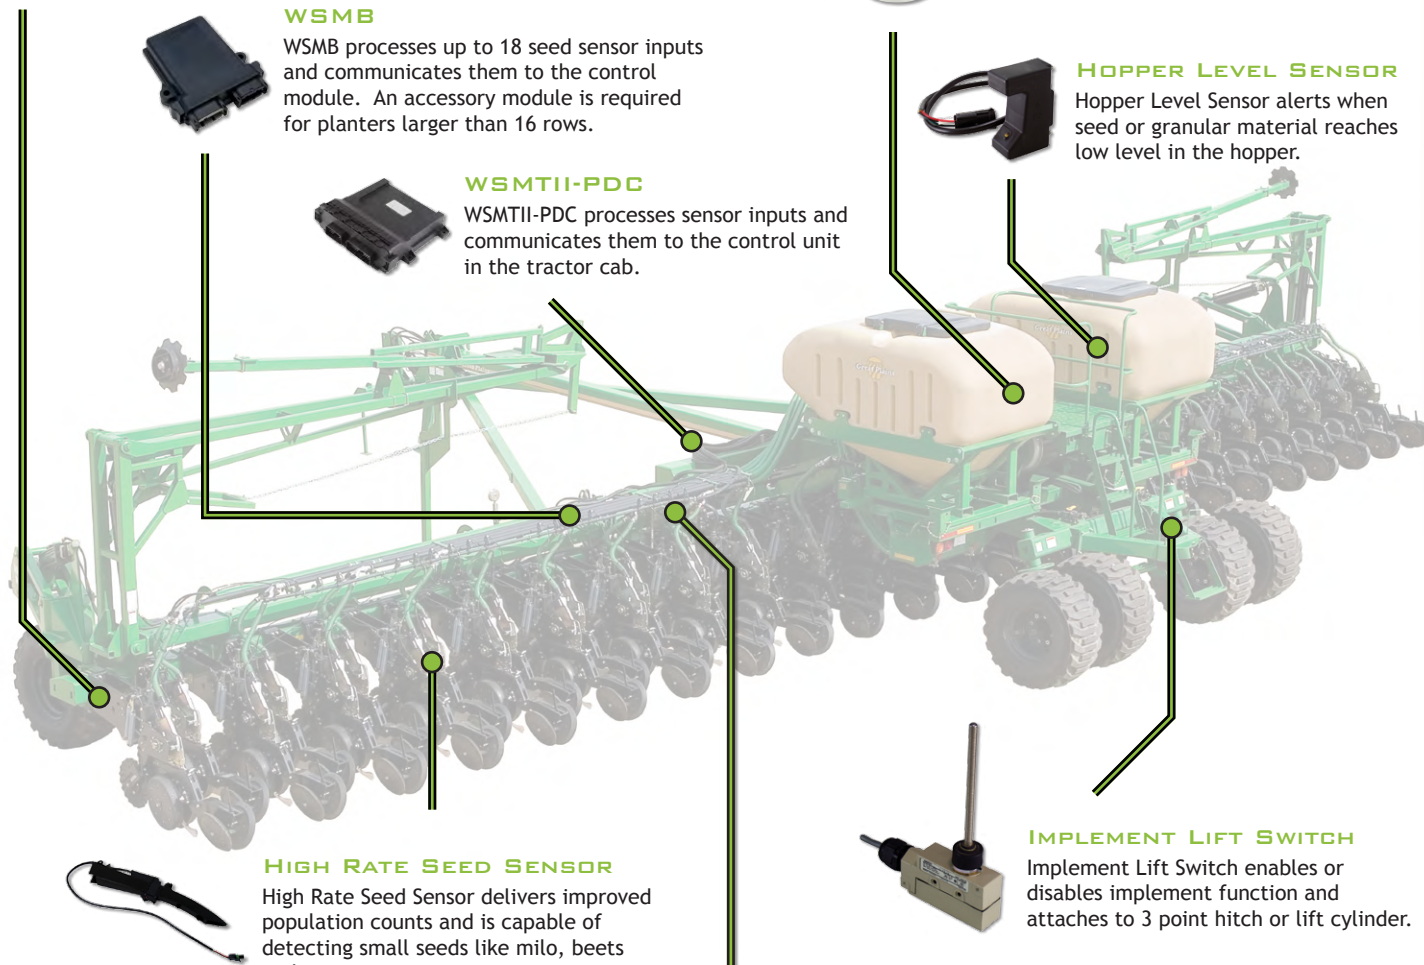 WSMB
WSMB processes up to 18 seed sensor inputs
and communicates them to the control
module.  An accessory module is required
for planters larger than 16 rows.
HOPPER LEVEL SENSOR
Hopper Level Sensor alerts when
seed or granular material reaches
low level in the hopper.
WSMTII-PDC
WSMTII-PDC processes sensor inputs and
communicates them to the control unit
in the tractor cab.
Great Plains
HIGH RATE SEED SENSOR
High Rate Seed Sensor delivers improved
population counts and is capable of
detecting small seeds like milo, beets
IMPLEMENT LIFT SWITCH
Implement Lift Switch enables or
disables implement function and
attaches to 3 point hitch or lift cylinder.